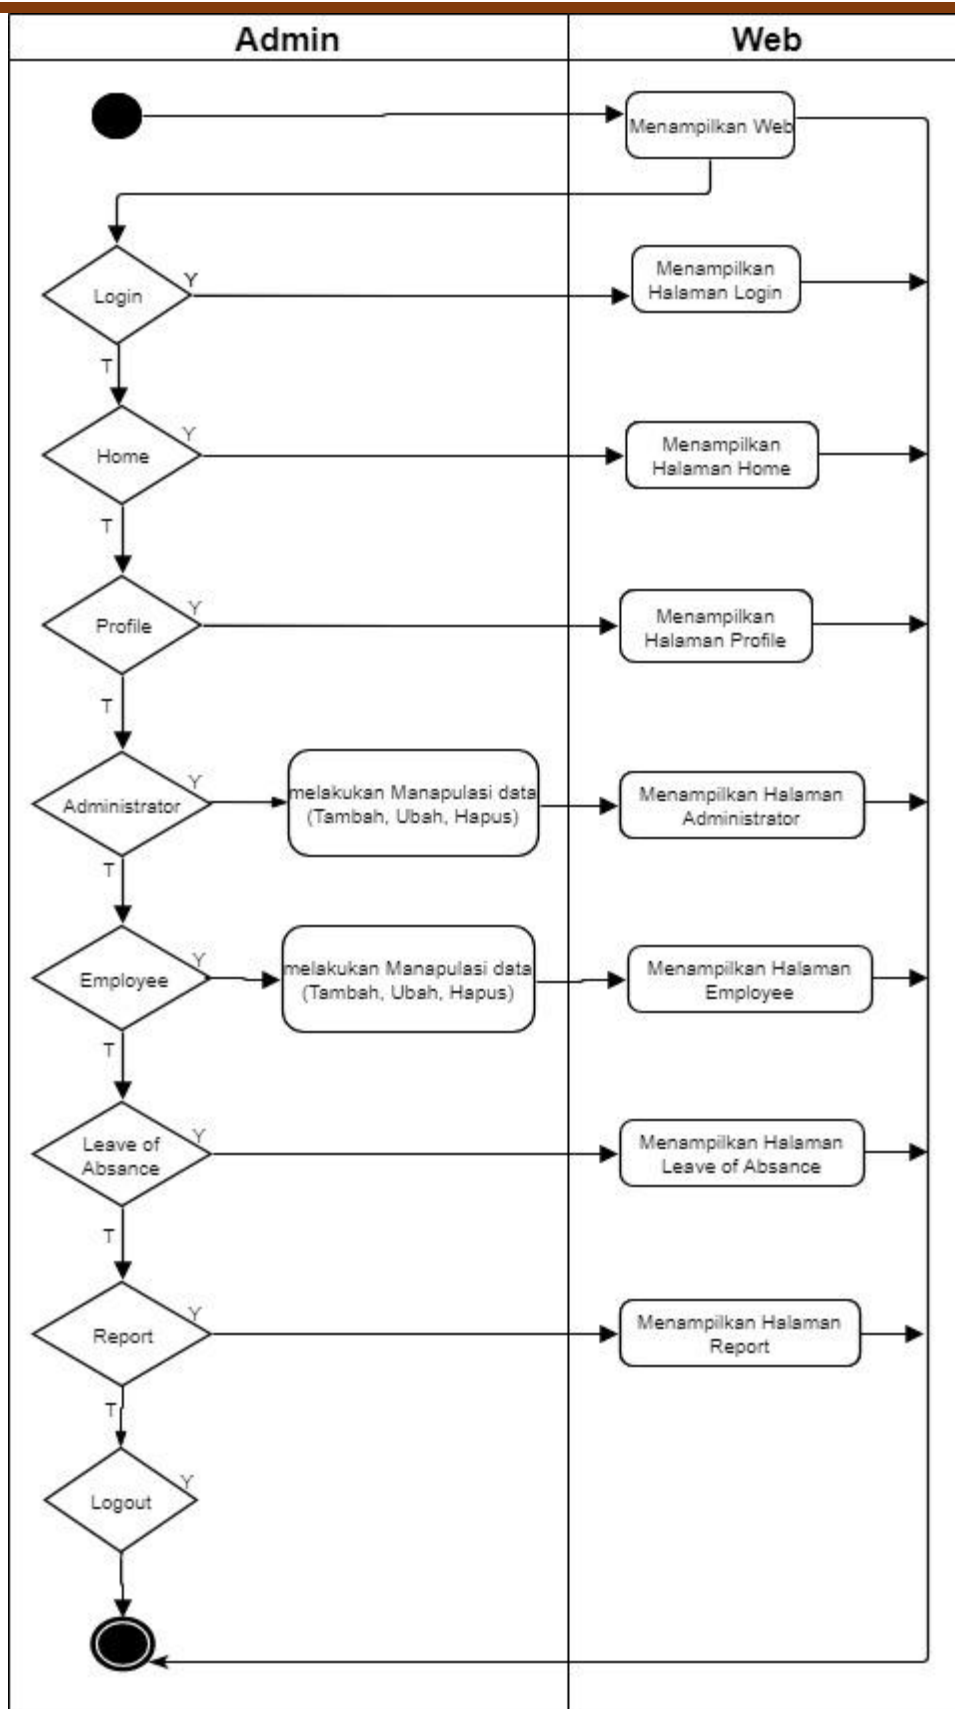 Admin
Web
Menampilkan Web
Login
Y
Menampilkan
Halaman Login
T
Home
Y
Menampilkan
Halaman Home
T
Profile
Y
Menampilkan
Halaman Profile
T
Administrator
Y
melakukan Manapulasi data
(Tambah, Ubah, Hapus)
Menampilkan Halaman
Administrator
T
Employee
Y
melakukan Manapulasi data
(Tambah, Ubah, Hapus)
Menampilkan Halaman
Employee
T
Leave of
Absance
Y
Menampilkan Halaman
Leave of Absance
T
Report
Y
Menampilkan Halaman
Report
T
Logout
Y